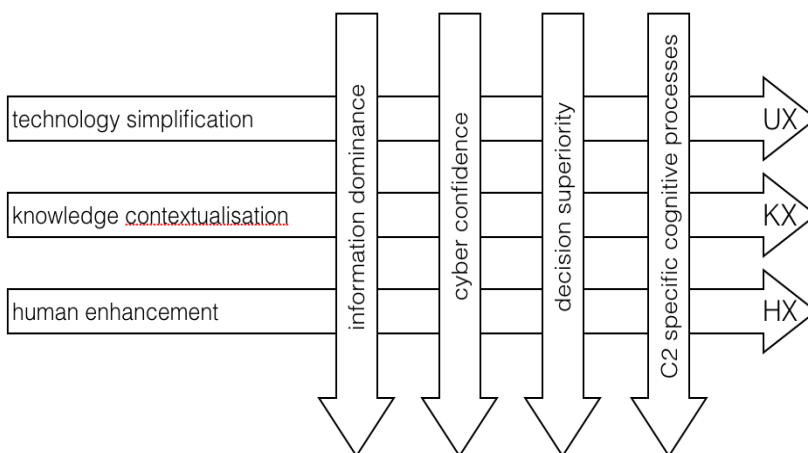 technology simplification
UX
knowledge contextualisation
KX
human enhancement
HX
information dominance
cyber confidence
decision superiority
C2 specific cognitive processes